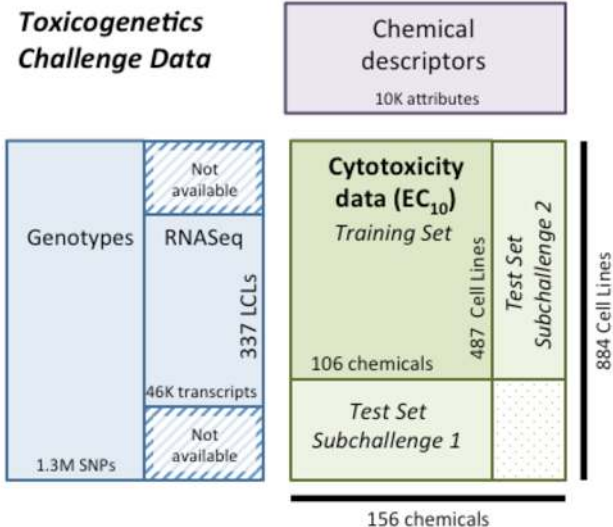 Toxicogenetics
Challenge Data
Chemical
descriptors
10K attributes
Genotypes
1.3M SNPs
Not
available
RNASeq
337 LCLs
46K transcripts
Not
available
Cytotoxicity
data (EC10)
Training Set
487 Cell Lines
106 chemicals
Test Set
Subchallenge 2
Test Set
Subchallenge 1
884 Cell Lines
156 chemicals